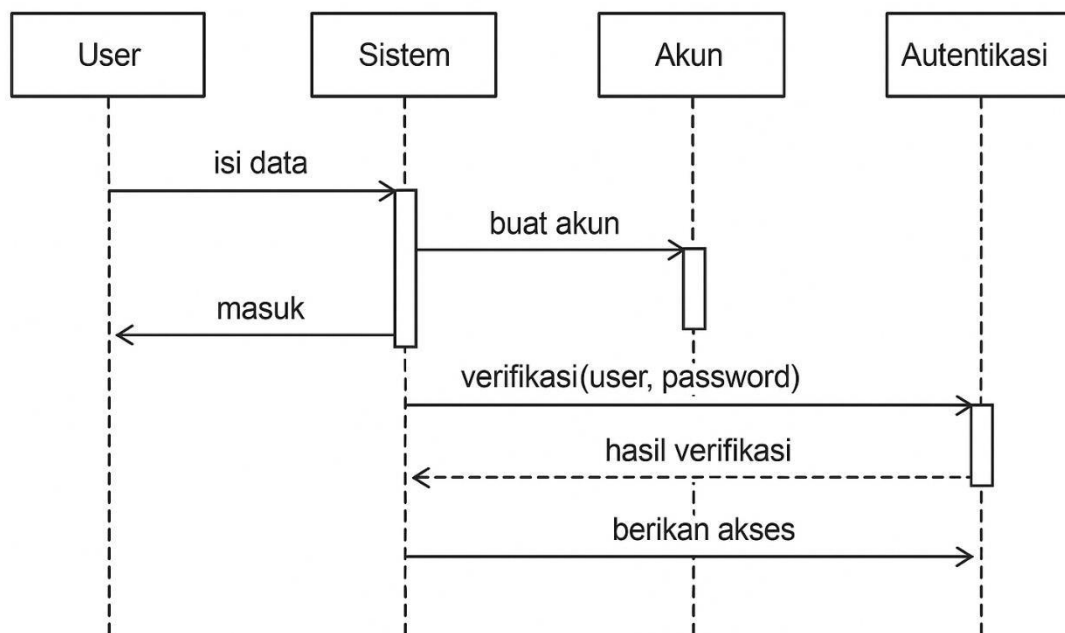 User
Sistem
Akun
Autentikasi
isi data
buat akun
masuk
verifikasi(user, password)
hasil verifikasi
berikan akses